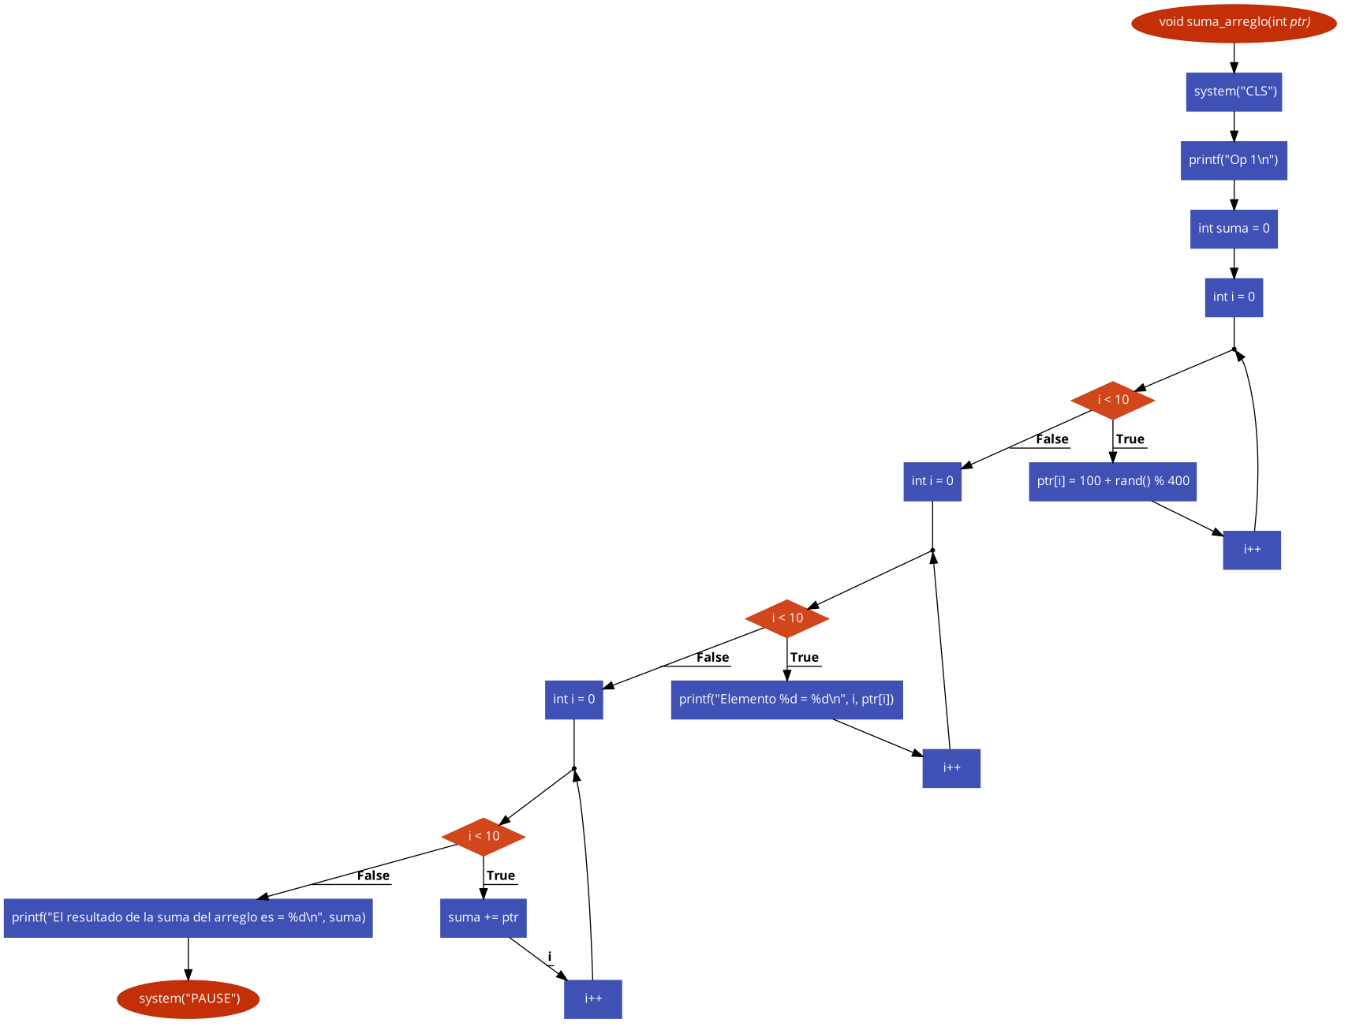 void suma_arreglo(int ptr)
system("CLS")
printf("Op 1\n")
int suma = 0
int i = 0
i < 10
False
True
int i = 0
ptr[i] = 100 + rand() % 400
i++
i < 10
False
True
int i = 0
printf("Elemento %d = %d\n", i, ptr[i])
i++
i < 10
False
True
printf("El resultado de la suma del arreglo es = %d\n", suma)
suma += ptr
i
system("PAUSE")
i++